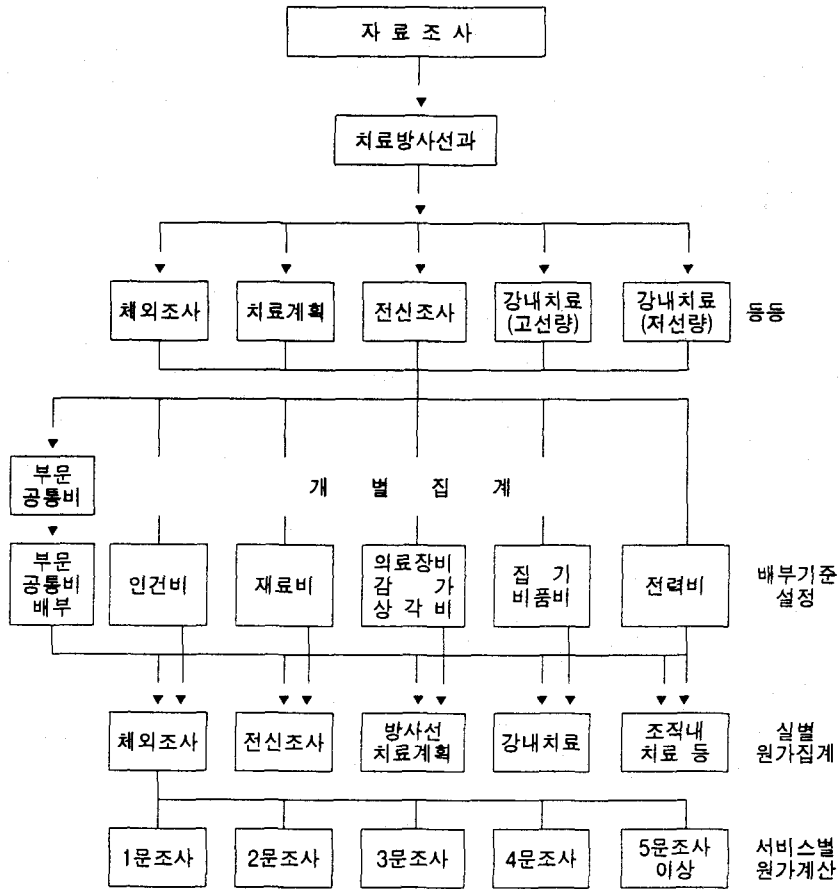 자 료 조 사
치료방사선과
체외조사
치료계획
전신조사
강내치료
(고선량)
강내치료
(저선량)
등등
부문
공통비
개 별 집 계
부문
공통비
배부
인건비
재료비
의료장비
감 가
상 각 비
집 기
비품비
전력비
배부기준
설정
체외조사
전신조사
방사선
치료계획
강내치료
조직내
치료 등
실별
원가집계
1문조사
2문조사
3문조사
4문조사
5문조사
이상
서비스별
원가계산